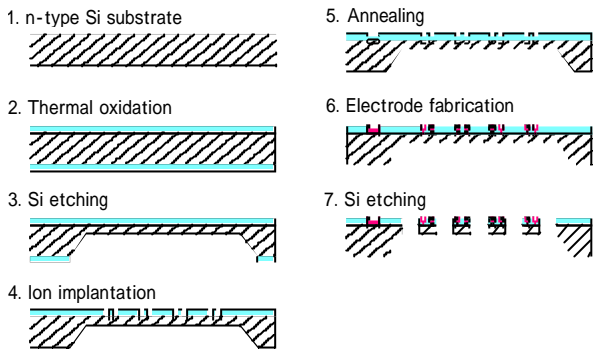 1. n-type Si substrate
2. Thermal oxidation
3. Si etching
4. Ion implantation
5. Annealing
6. Electrode fabrication
7. Si etching